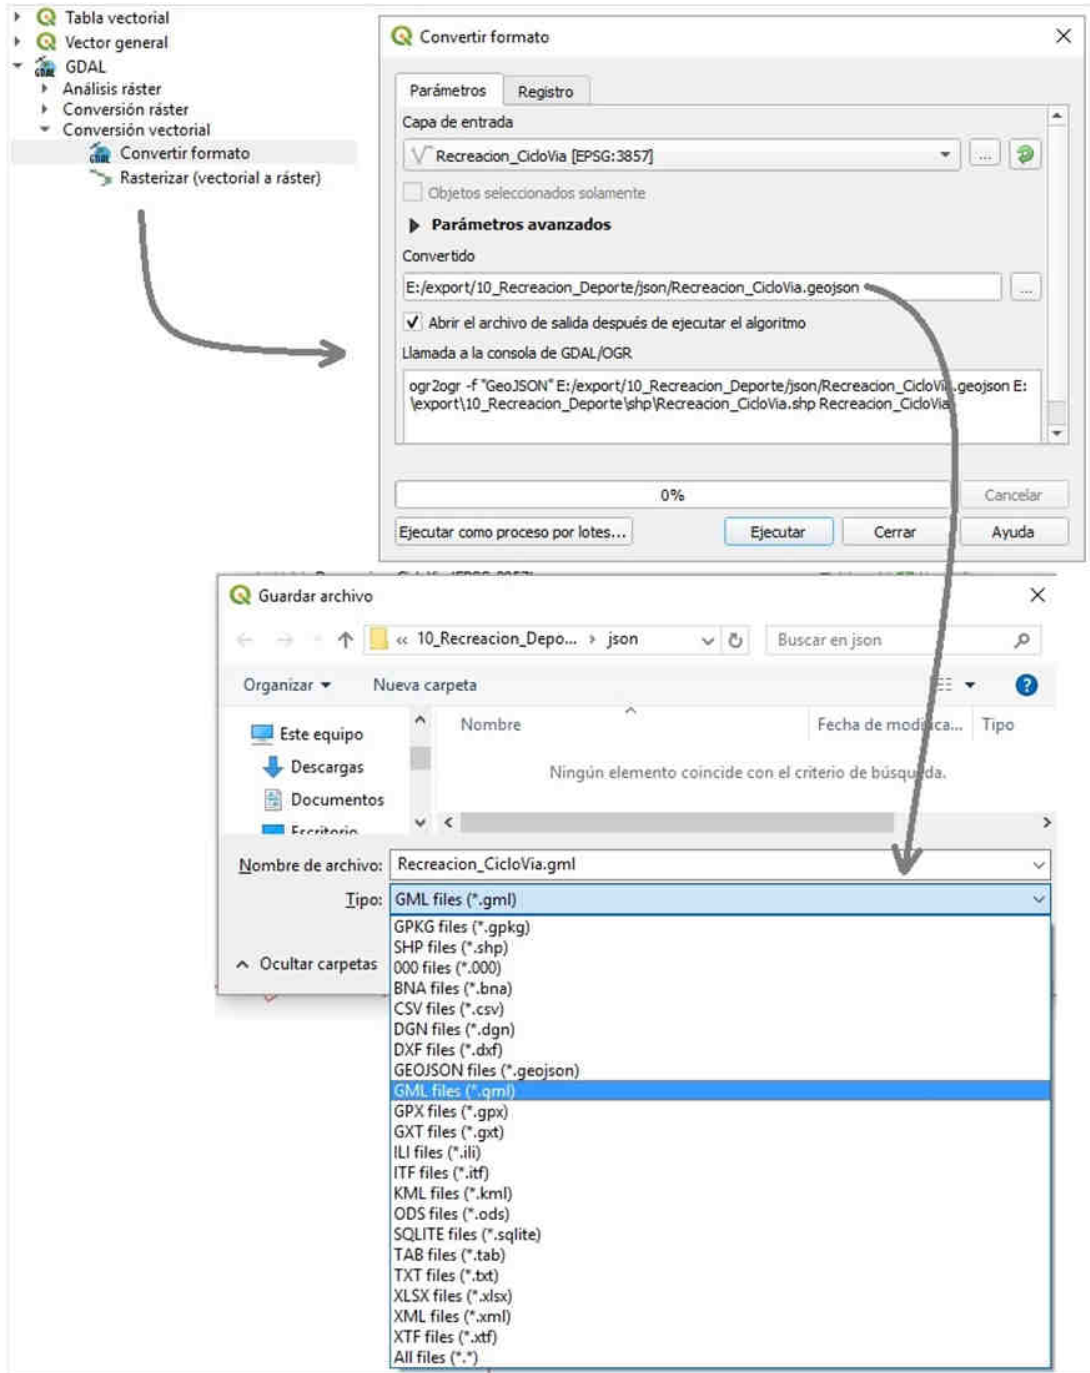 Tabla vectorial
Vector general
GDAL
Análisis ráster
Conversión ráster
Conversión vectorial
Convertir formato
Rasterizar (vectorial a ráster)
Convertir formato
Parámetros Registro
Capa de entrada
Recreacion_CicloVia [EPSG:3857]
...
Objetos seleccionados solamente
Parámetros avanzados
Convertido
E:/export/10_Recreacion_Deporte/json/Recreacion_CicloVia.geojson
...
Abrir el archivo de salida después de ejecutar el algoritmo
Llamada a la consola de GDAL/OGR
ogr2ogr -f "GeoJSON" E:/export/10_Recreacion_Deporte/json/Recreacion_CicloVia.geojson E:
\export\10_Recreacion_Deporte\shp\Recreacion_CicloVia.shp Recreacion_CicloVia
0% Cancelar
Ejecutar como proceso por lotes... Ejecutar Cerrar Ayuda
Guardar archivo
« 10_Recreacion_Depo... › json Buscar en json
Organizar Nueva carpeta
Este equipo Nombre Fecha de modifica... Tipo
Descargas Ningún elemento coincide con el criterio de búsqueda.
Documentos
Escritorio
Nombre de archivo: Recreacion_CicloVia.gml
Tipo: GML files (*.gml)
GPKG files (*.gpkg)
SHP files (*.shp)
Ocultar carpetas 000 files (*.000)
BNA files (*.bna)
CSV files (*.csv)
DGN files (*.dgn)
DXF files (*.dxf)
GEOJSON files (*.geojson)
GML files (*.gml)
GPX files (*.gpx)
GXT files (*.gxt)
ILI files (*.ili)
ITF files (*.itf)
KML files (*.kml)
ODS files (*.ods)
SQLITE files (*.sqlite)
TAB files (*.tab)
TXT files (*.txt)
XLSX files (*.xlsx)
XML files (*.xml)
XTF files (*.xtf)
All files (*.*)